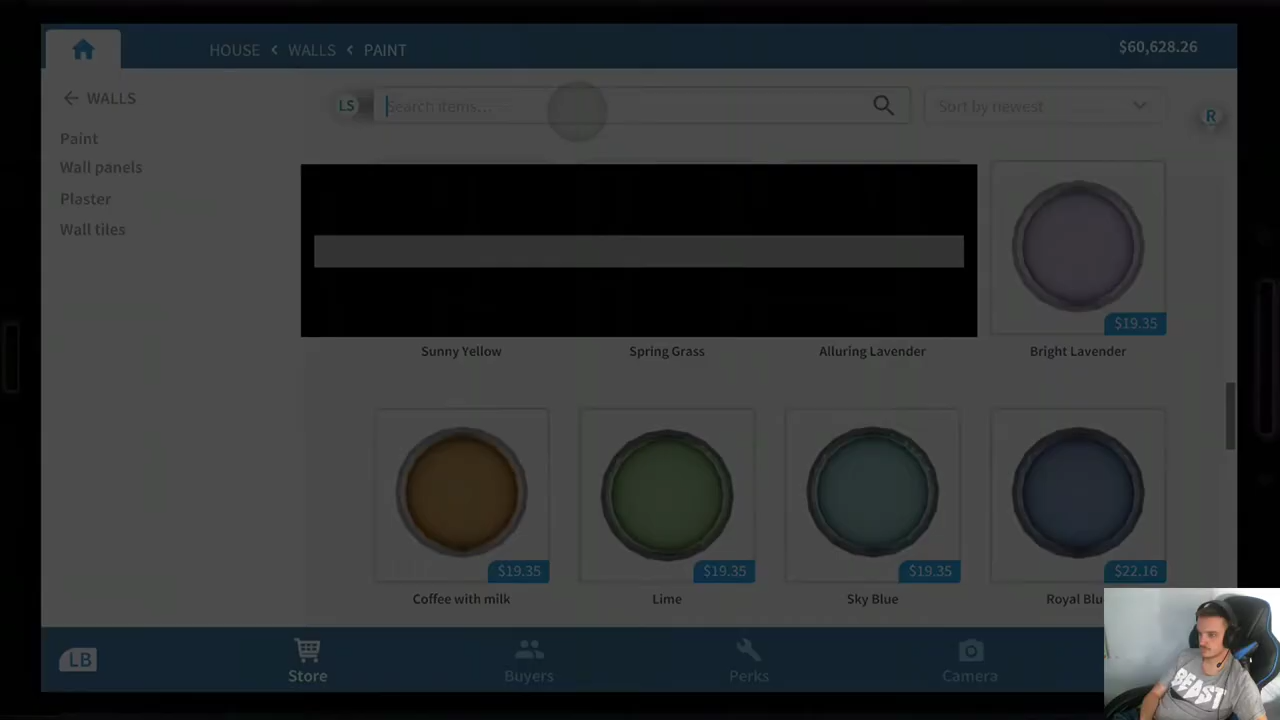 HOUSE < WALLS < PAINT
$60,628.26
← WALLS
Paint
Wall panels
Plaster
Wall tiles
LS
Search items...
Sort by newest
R
$19.35
Sunny Yellow
Spring Grass
Alluring Lavender
Bright Lavender
$19.35
$19.35
$19.35
$22.16
Coffee with milk
Lime
Sky Blue
Royal Blu
LB
Store
Buyers
Perks
Camera
BEAST